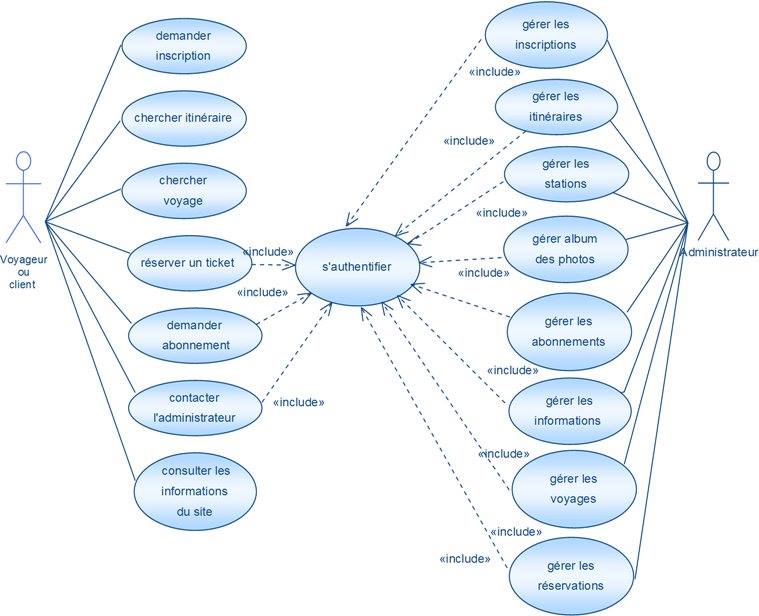 demander
inscription
chercher itinéraire
chercher
voyage
réserver un ticket
demander
abonnement
contacter
l'administrateur
consulter les
informations
du site
Voyageur
ou
client
«include»
«include»
«include»
s'authentifier
«include»
«include»
«include»
«include»
«include»
«include»
«include»
«include»
gérer les
inscriptions
gérer les
itinéraires
gérer les
stations
gérer album
des photos
gérer les
abonnements
gérer les
informations
gérer les
voyages
gérer les
réservations
Administrateur